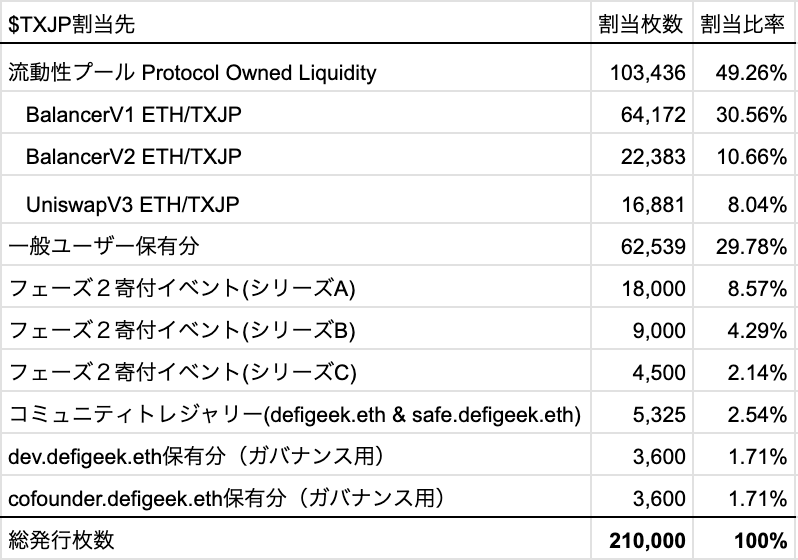 $TXJP割当先 割当枚数 割当比率
流動性プール Protocol Owned Liquidity 103,436 49.26%
BalancerV1 ETH/TXJP 64,172 30.56%
BalancerV2 ETH/TXJP 22,383 10.66%
UniswapV3 ETH/TXJP 16,881 8.04%
一般ユーザー保有分 62,539 29.78%
フェーズ２寄付イベント(シリーズA) 18,000 8.57%
フェーズ２寄付イベント(シリーズB) 9,000 4.29%
フェーズ２寄付イベント(シリーズC) 4,500 2.14%
コミュニティトレジャリー(defigeek.eth & safe.defigeek.eth) 5,325 2.54%
dev.defigeek.eth保有分（ガバナンス用） 3,600 1.71%
cofounder.defigeek.eth保有分（ガバナンス用） 3,600 1.71%
総発行枚数 210,000 100%